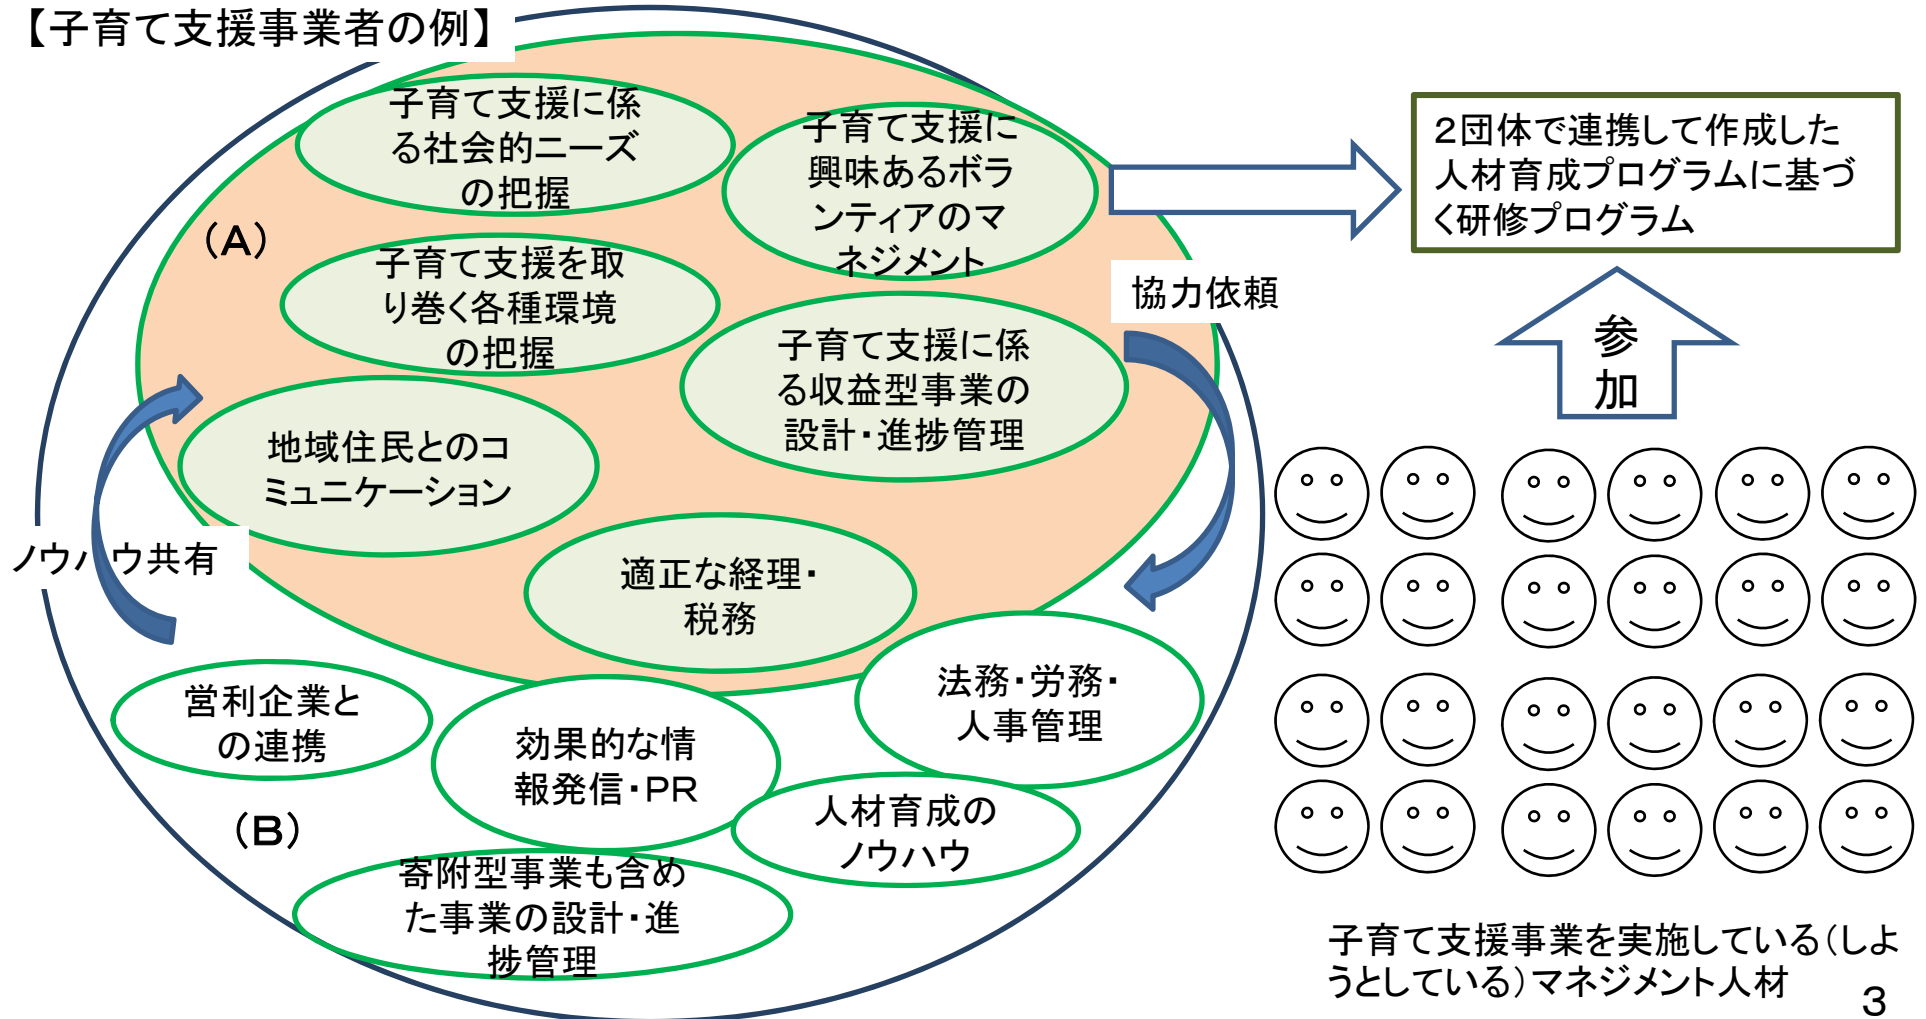 【子育て支援事業者の例】
子育て支援に係
る社会的ニーズ
の把握
子育て支援に
興味あるボラ
ンティアのマ
ネジメント
(A)
子育て支援を取
り巻く各種環境
の把握
子育て支援に係
る収益型事業の
設計・進捗管理
地域住民とのコ
ミュニケーション
適正な経理・
税務
協力依頼
ノウハウ共有
営利企業と
の連携
効果的な情
報発信・PR
法務・労務・
人事管理
人材育成の
ノウハウ
(B)
寄附型事業も含め
た事業の設計・進
捗管理
２団体で連携して作成した
人材育成プログラムに基づ
く研修プログラム
参
加
子育て支援事業を実施している（しよ
うとしている）マネジメント人材
3